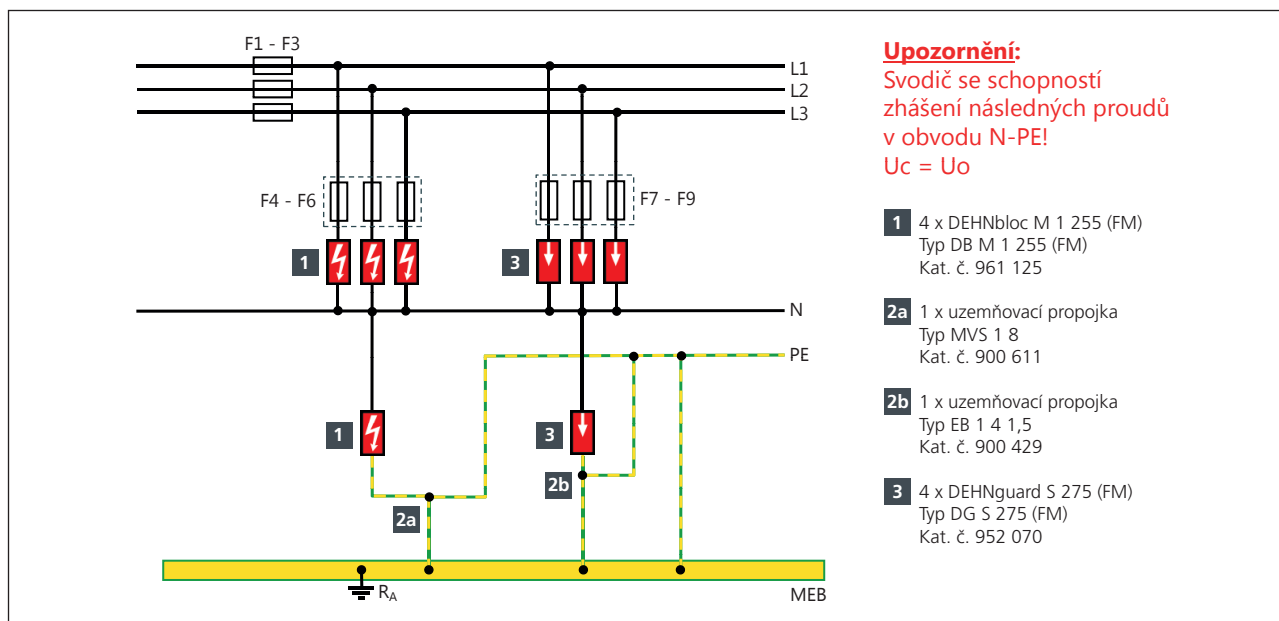 F1 - F3
L1
L2
L3
F4 - F6
F7 - F9
1
3
N
PE
1
3
2b
2a
RA
MEB
Upozornění:
Svodič se schopností
zhášení následných proudů
v obvodu N-PE!
Uc = Uo
1 4 x DEHNbloc M 1 255 (FM)
Typ DB M 1 255 (FM)
Kat. č. 961 125
2a 1 x uzemňovací propojka
Typ MVS 1 8
Kat. č. 900 611
2b 1 x uzemňovací propojka
Typ EB 1 4 1,5
Kat. č. 900 429
3 4 x DEHNguard S 275 (FM)
Typ DG S 275 (FM)
Kat. č. 952 070